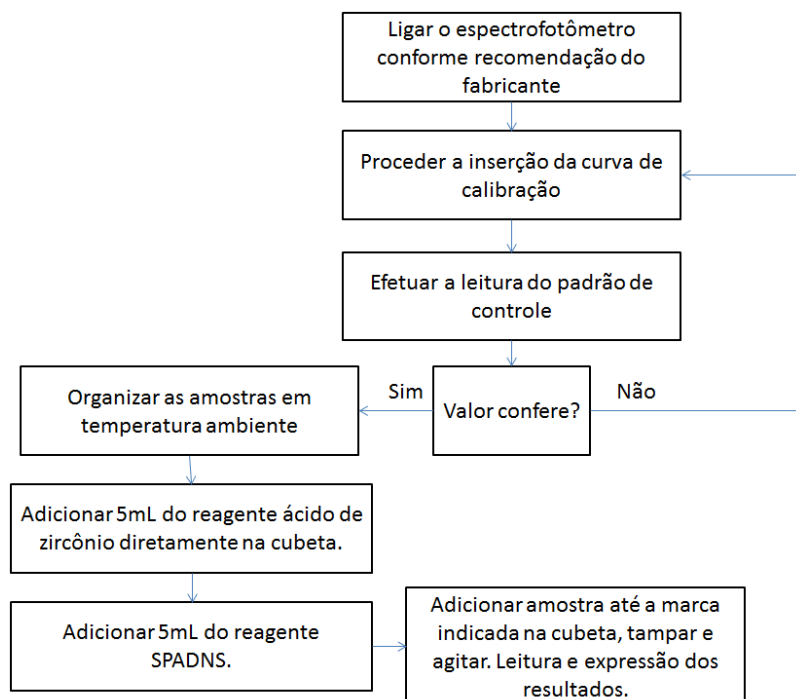 Ligar o espectrofotômetro
conforme recomendação do
fabricante
Proceder a inserção da curva de
calibração
Efetuar a leitura do padrão de
controle
Valor confere?
Sim
Não
Organizar as amostras em
temperatura ambiente
Adicionar 5mL do reagente ácido de
zircônio diretamente na cubeta.
Adicionar 5mL do reagente
SPADNS.
Adicionar amostra até a marca
indicada na cubeta, tampar e
agitar. Leitura e expressão dos
resultados.